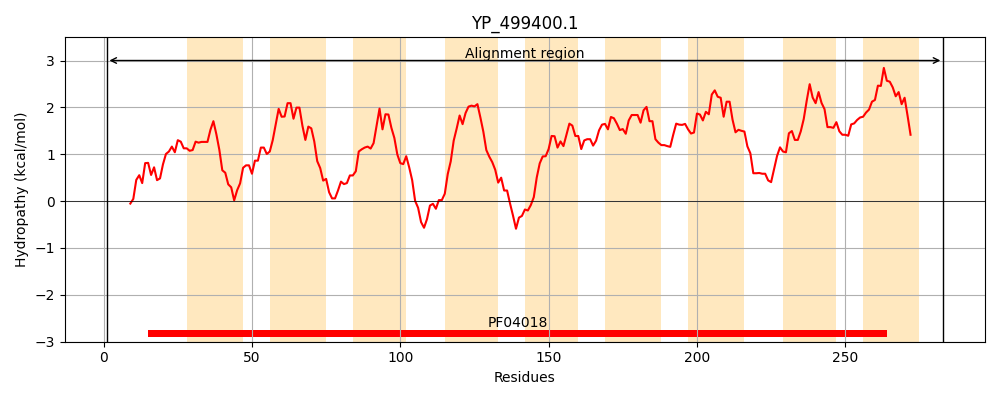 YP_499400.1
Hydropathy (kcal/mol)
3
2
1
0
−1
−2
−3
Alignment region
PF04018
0
50
100
150
200
250
Residues